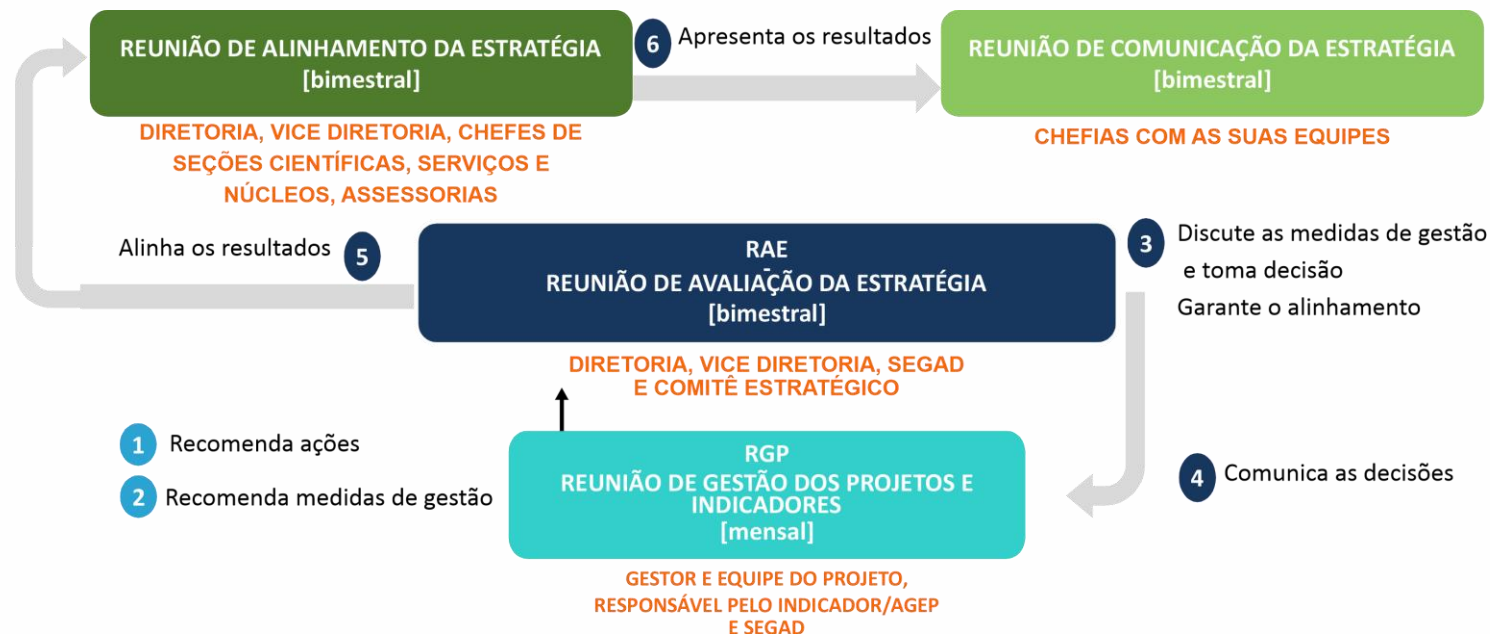 REUNIÃO DE ALINHAMENTO DA ESTRATÉGIA
[bimestral]
6 Apresenta os resultados
REUNIÃO DE COMUNICAÇÃO DA ESTRATÉGIA
[bimestral]
DIRETORIA, VICE DIRETORIA, CHEFES DE
SEÇÕES CIENTÍFICAS, SERVIÇOS E
NÚCLEOS, ASSESSORIAS
CHEFIAS COM AS SUAS EQUIPES
Alinha os resultados 5
RAE
-
REUNIÃO DE AVALIAÇÃO DA ESTRATÉGIA
[bimestral]
3 Discute as medidas de gestão
e toma decisão
Garante o alinhamento
DIRETORIA, VICE DIRETORIA, SEGAD
E COMITÊ ESTRATÉGICO
1 Recomenda ações
2 Recomenda medidas de gestão
RGP
REUNIÃO DE GESTÃO DOS PROJETOS E
INDICADORES
[mensal]
4 Comunica as decisões
GESTOR E EQUIPE DO PROJETO,
RESPONSÁVEL PELO INDICADOR/AGEP
E SEGAD